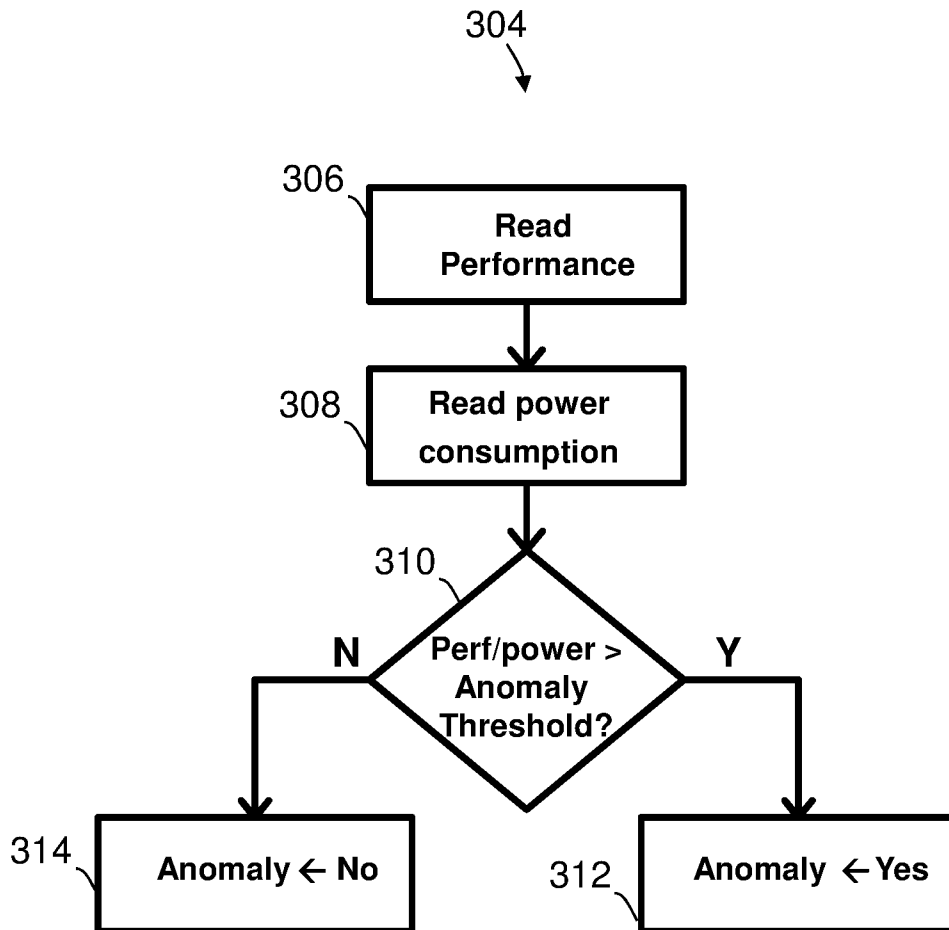 304
306
Read
Performance
308
Read power
consumption
310
N
Perf/power >
Y
Anomaly
Threshold?
314
Anomaly ← No
312
Anomaly ← Yes